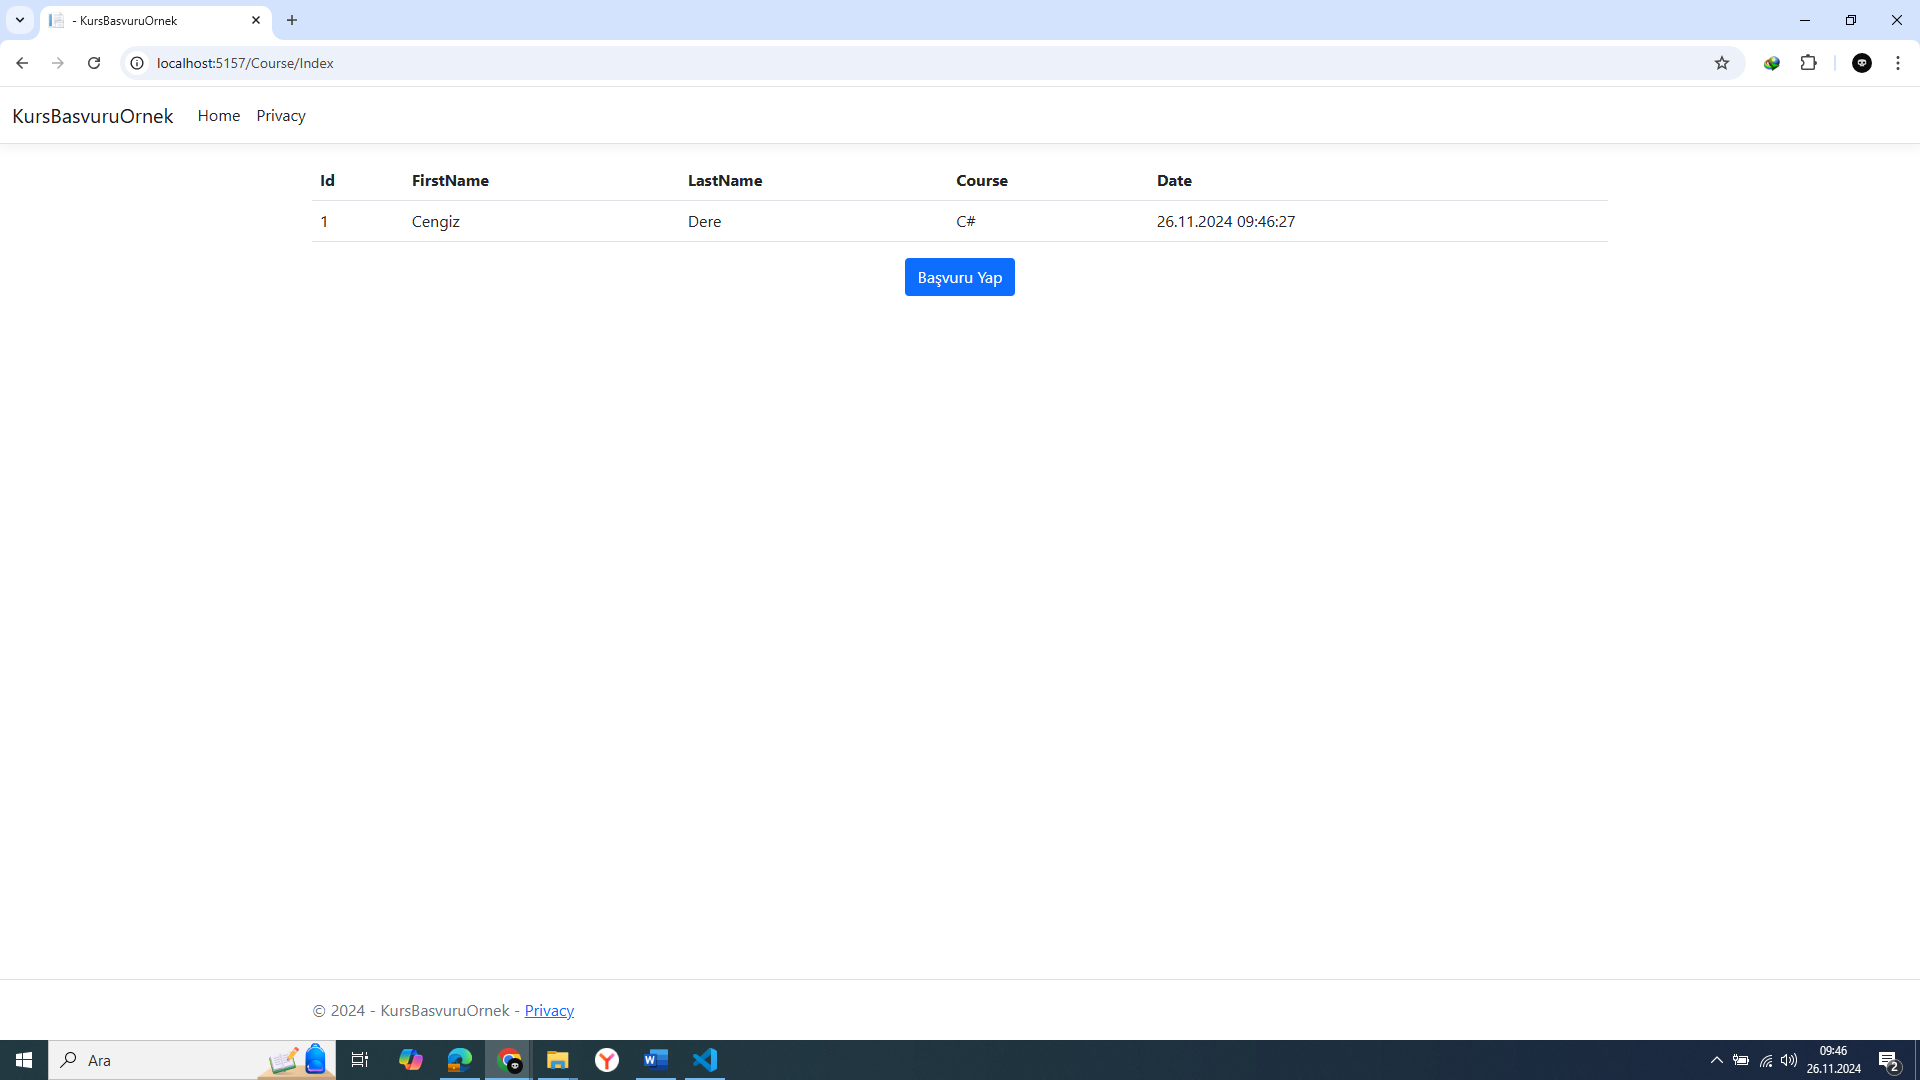 - KursBasvuruOrnek
localhost:5157/Course/Index
KursBasvuruOrnek Home Privacy
Id FirstName LastName Course Date
1 Cengiz Dere C# 26.11.2024 09:46:27
Başvuru Yap
© 2024 - KursBasvuruOrnek - Privacy
Ara
09:46
26.11.2024
2